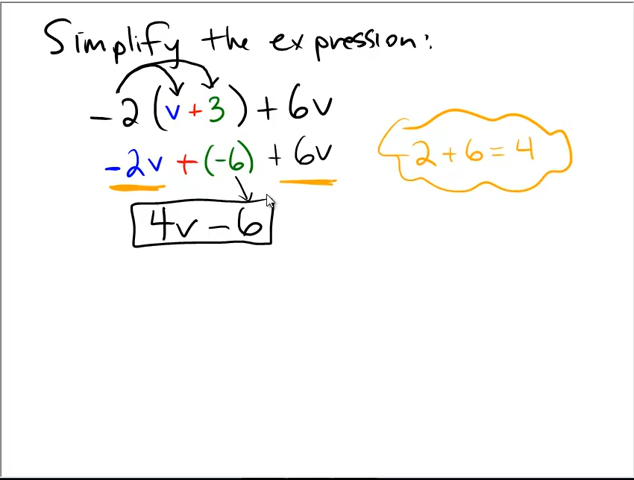 Simplify the expression:
-2(v+3)+6v
-2v+(-6)+6v
-2+6=4
4v-6